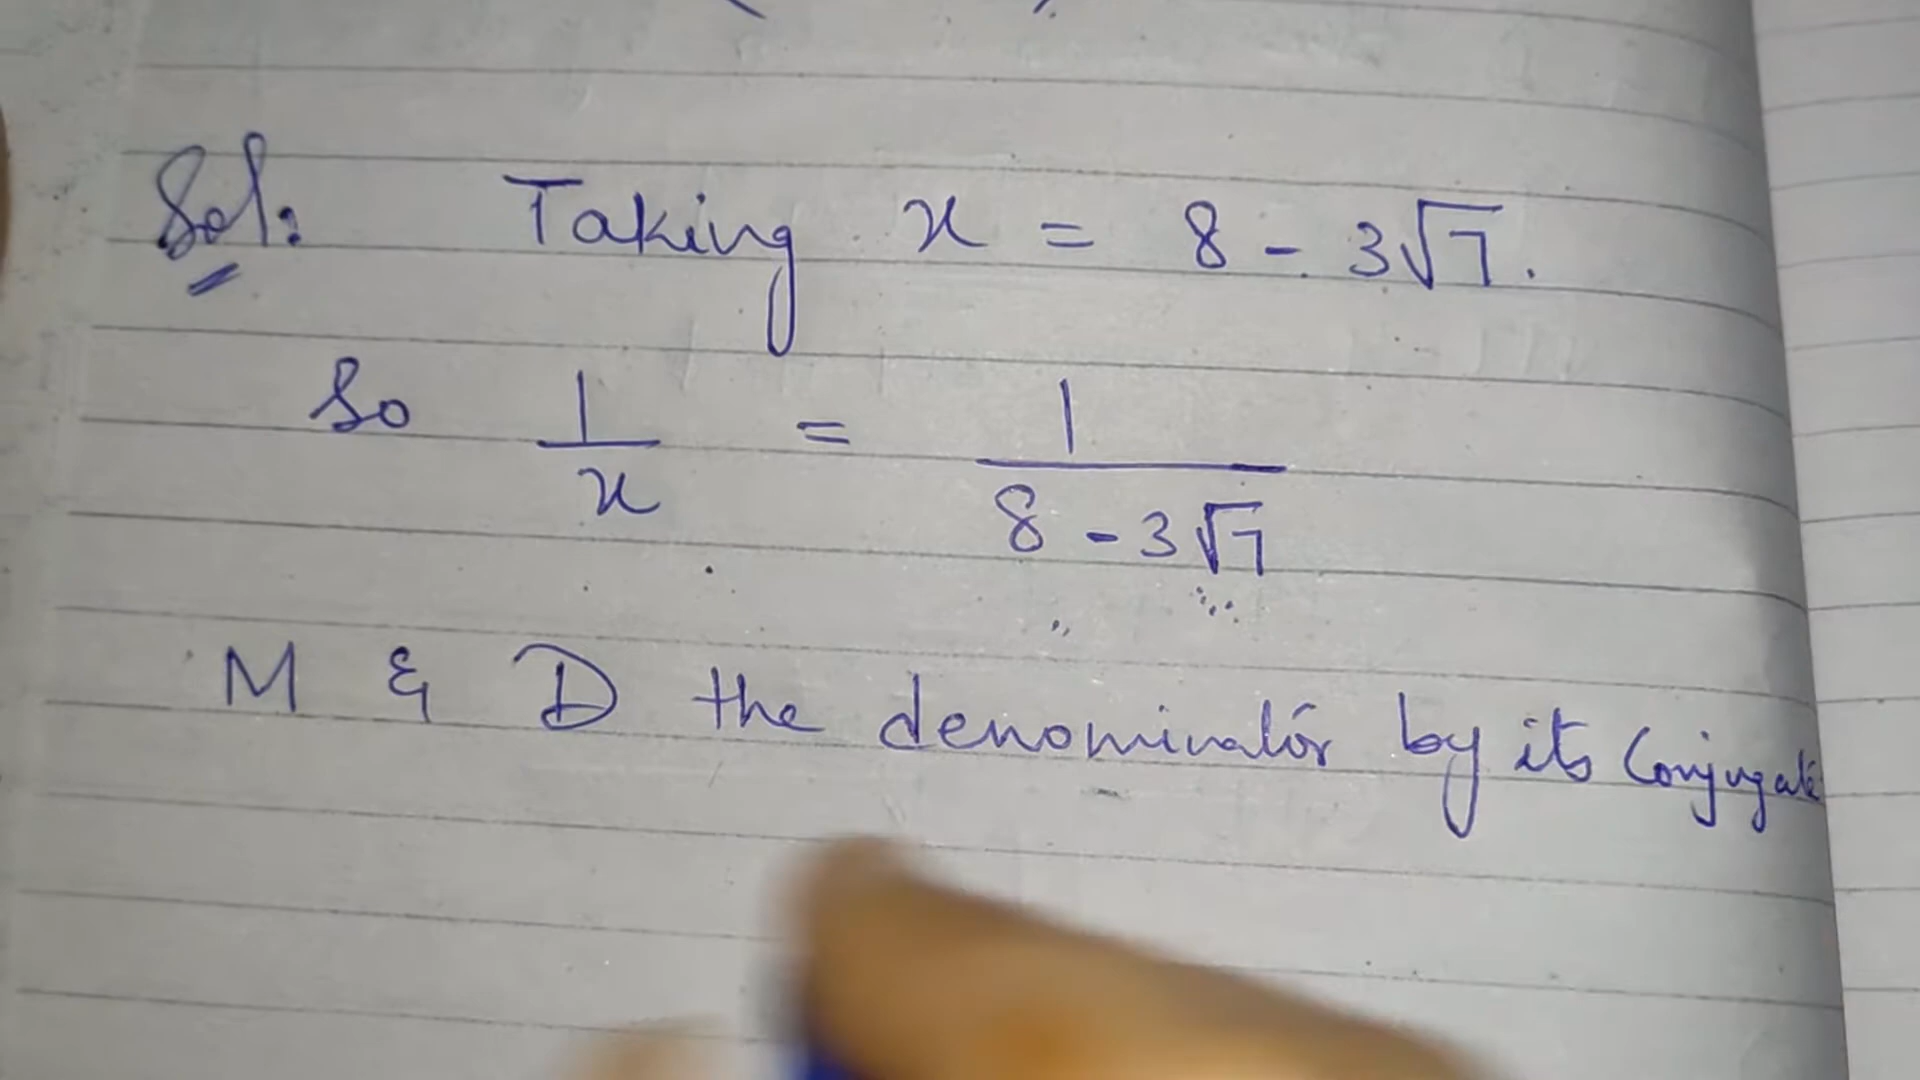 Sol: Taking x = 8 - 3√7.
So 1/x = 1/(8 - 3√7)
M & D the denominator by its Conjugate